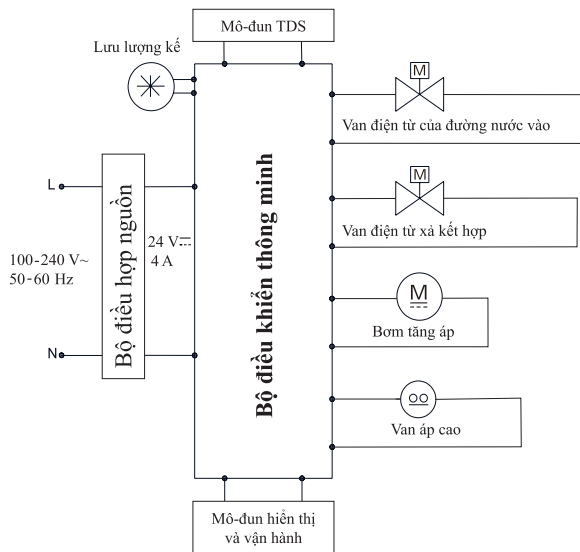 Mô-đun TDS
Lưu lượng kế
M
Van điện từ của đường nước vào
L
Bộ điều hợp nguồn
24 V⎓
4 A
Bộ điều khiển thông minh
M
Van điện từ xả kết hợp
100-240 V~
50-60 Hz
M
Bơm tăng áp
N
Van áp cao
Mô-đun hiển thị
và vận hành